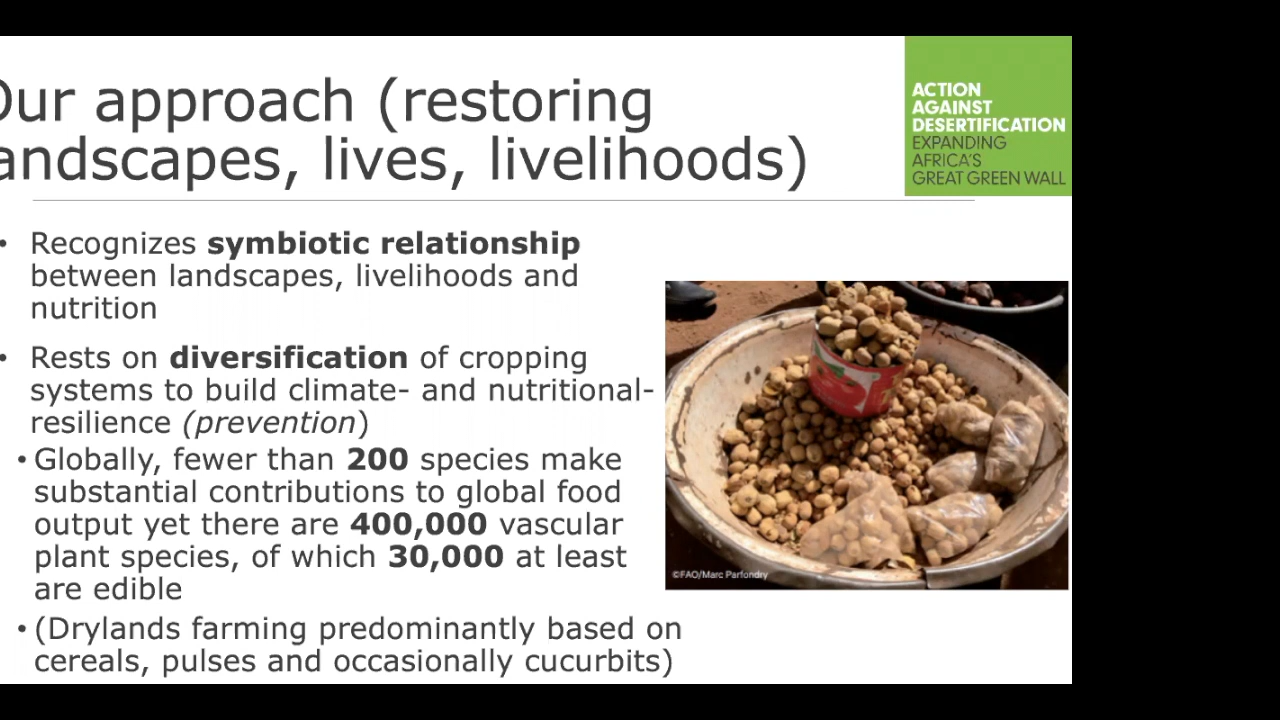 Our approach (restoring
landscapes, lives, livelihoods)
ACTION
AGAINST
DESERTIFICATION
EXPANDING
AFRICA'S
GREAT GREEN WALL
• Recognizes symbiotic relationship
between landscapes, livelihoods and
nutrition
• Rests on diversification of cropping
systems to build climate- and nutritional-
resilience (prevention)
• Globally, fewer than 200 species make
substantial contributions to global food
output yet there are 400,000 vascular
plant species, of which 30,000 at least
are edible
• (Drylands farming predominantly based on
cereals, pulses and occasionally cucurbits)
©FAO/Marc Parfondry